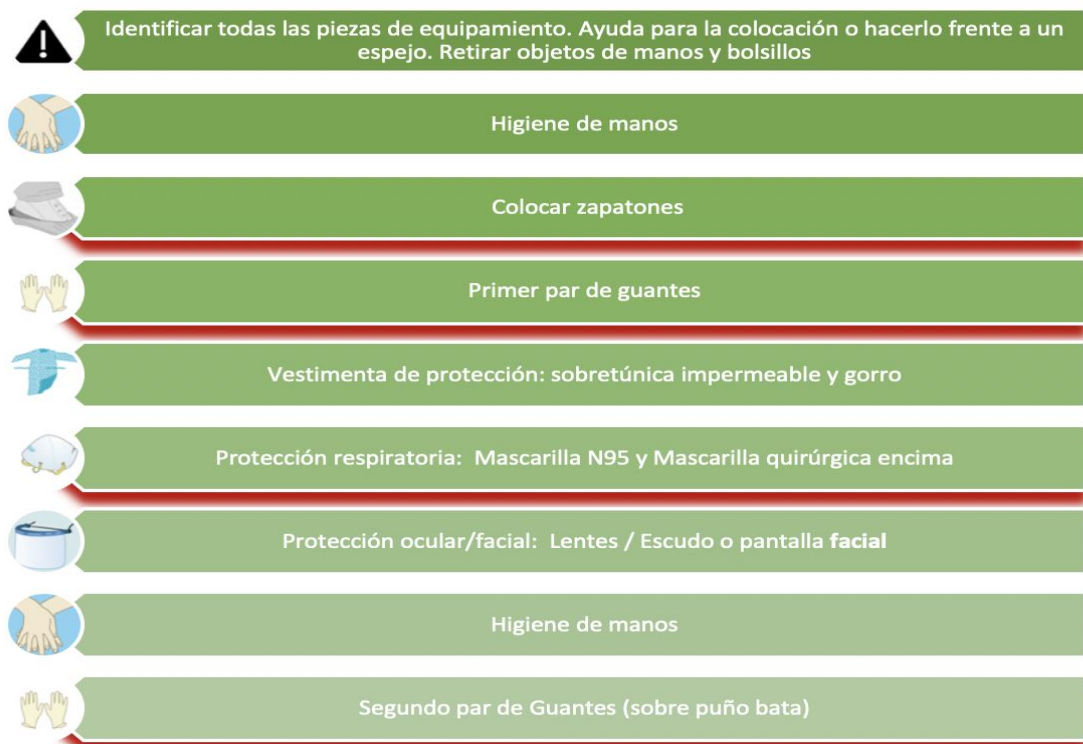 Identificar todas las piezas de equipamiento. Ayuda para la colocación o hacerlo frente a un
espejo. Retirar objetos de manos y bolsillos
Higiene de manos
Colocar zapatones
Primer par de guantes
Vestimenta de protección: sobretúnica impermeable y gorro
Protección respiratoria: Mascarilla N95 y Mascarilla quirúrgica encima
Protección ocular/facial: Lentes / Escudo o pantalla facial
Higiene de manos
Segundo par de Guantes (sobre puño bata)